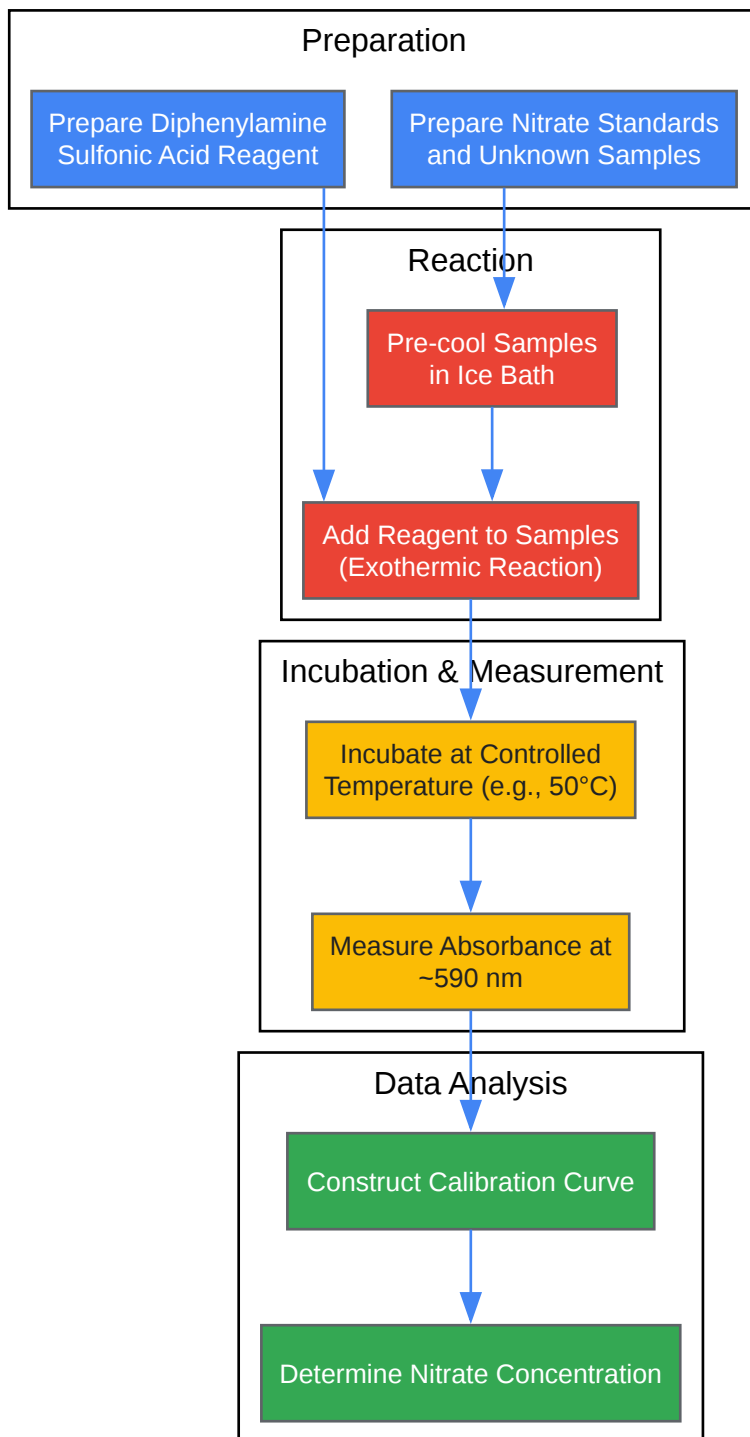 Preparation
Prepare Diphenylamine
Sulfonic Acid Reagent
Prepare Nitrate Standards
and Unknown Samples
Reaction
Pre-cool Samples
in Ice Bath
Add Reagent to Samples
(Exothermic Reaction)
Incubation & Measurement
Incubate at Controlled
Temperature (e.g., 50°C)
Measure Absorbance at
~590 nm
Data Analysis
Construct Calibration Curve
Determine Nitrate Concentration